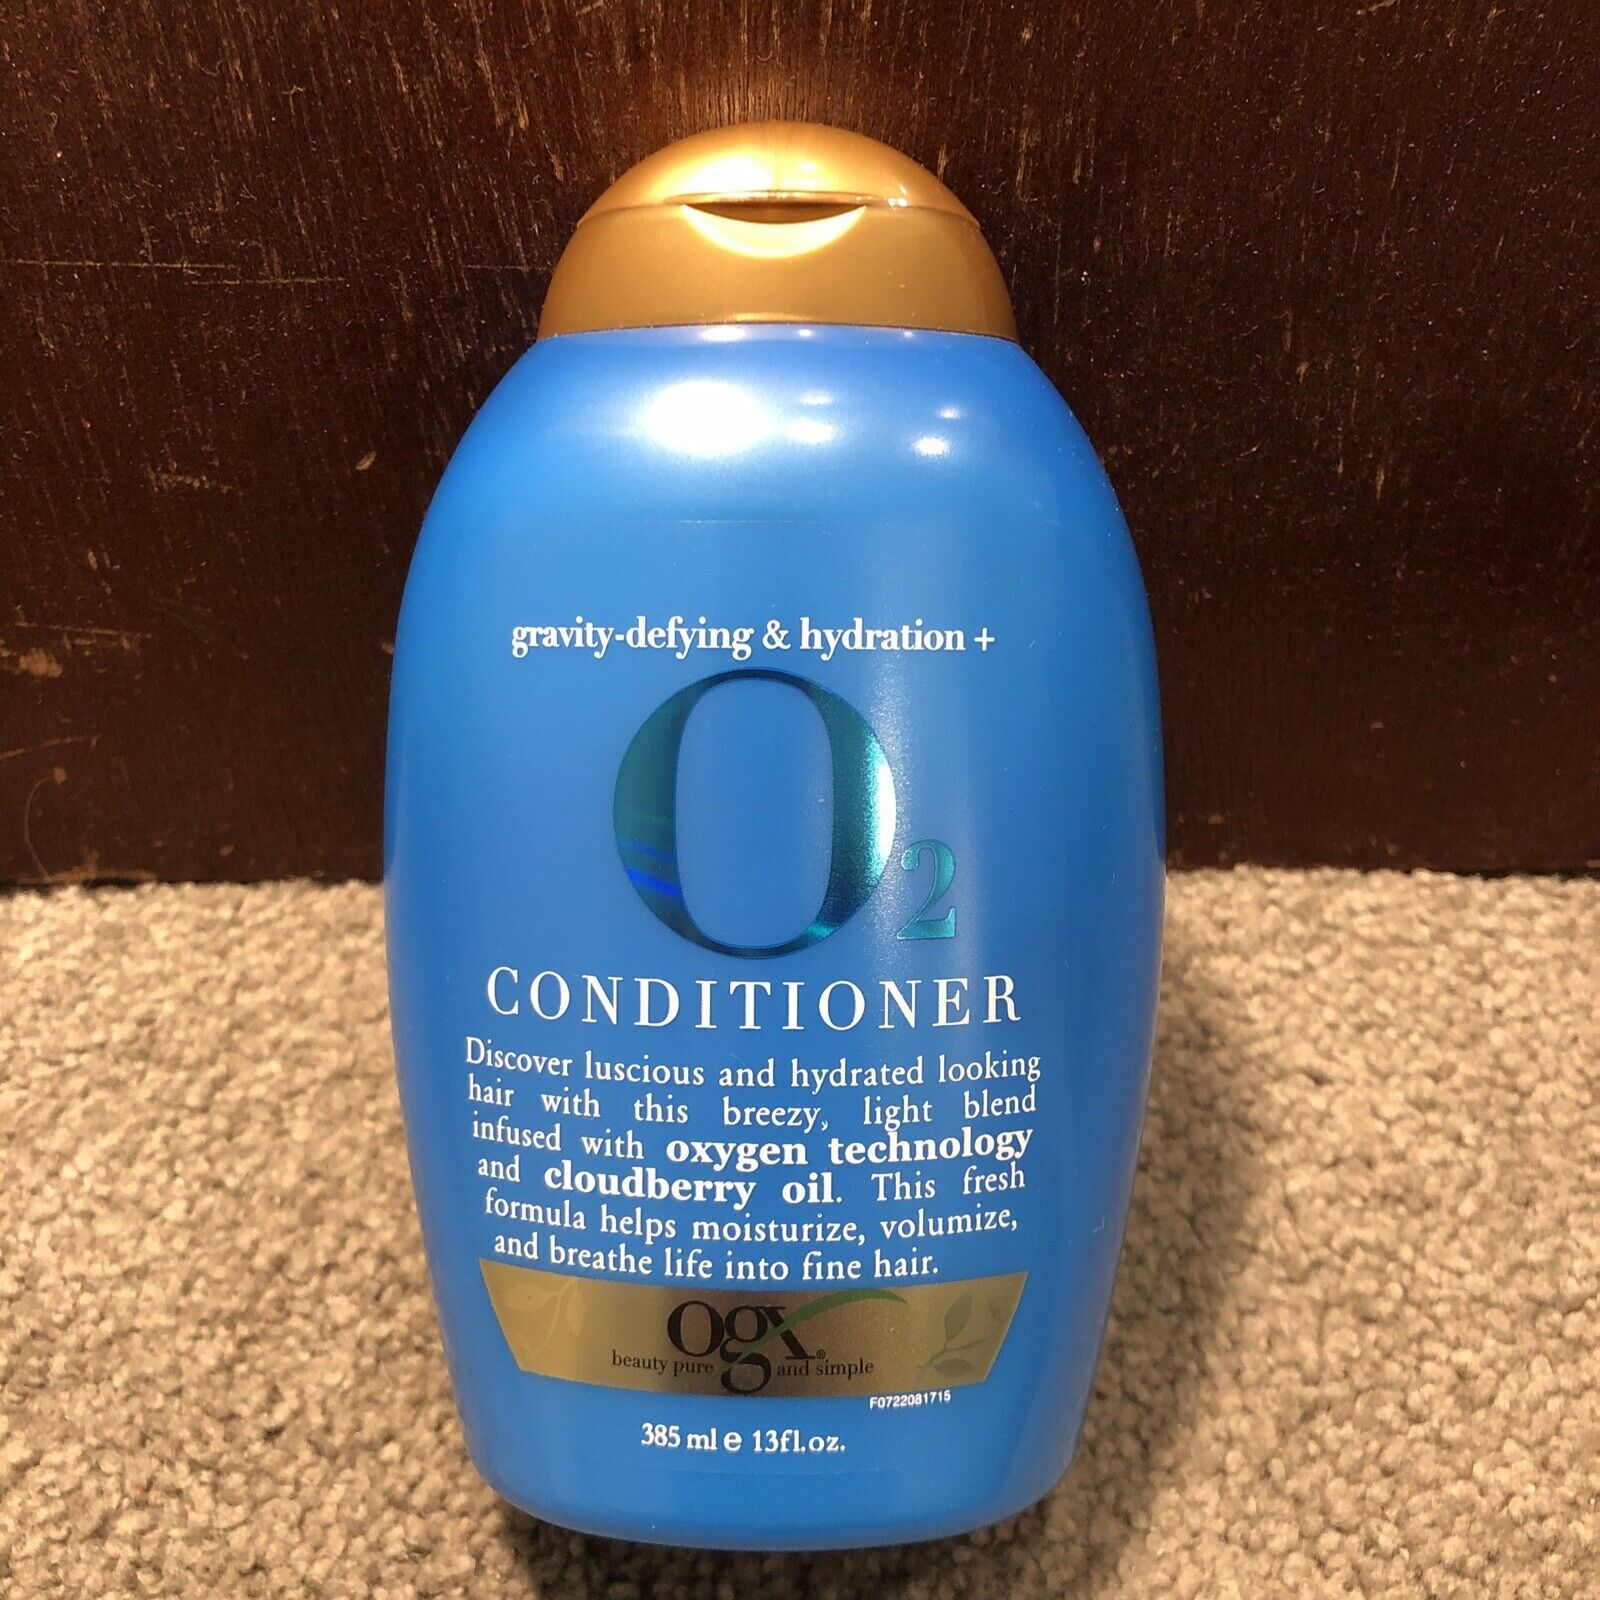 gravity-defying & hydration +
O2
CONDITIONER
Discover luscious and hydrated looking
hair with this breezy, light blend
infused with oxygen technology
and cloudberry oil. This fresh
formula helps moisturize, volumize,
and breathe life into fine hair.
ogx®
beauty pure and simple
F0722081715
385 ml e 13fl.oz.